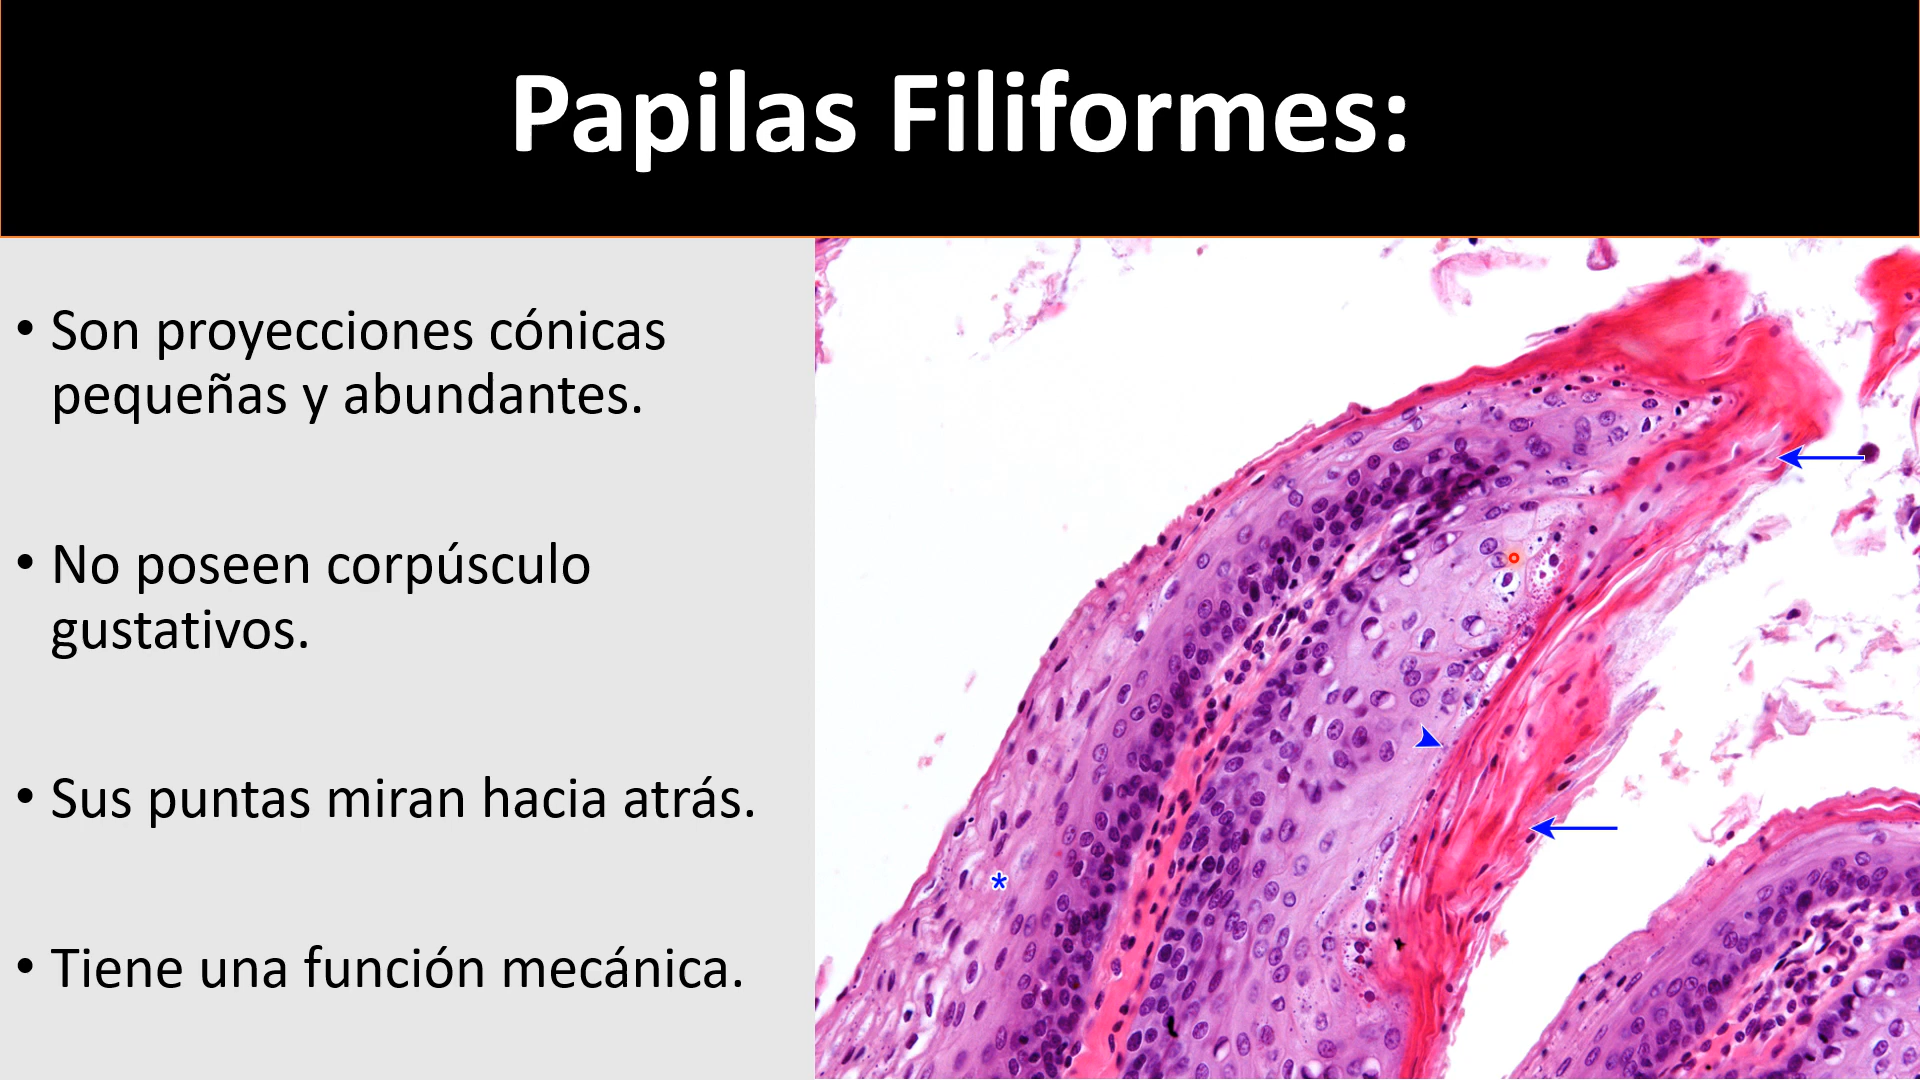 Papilas Filiformes:
• Son proyecciones cónicas
pequeñas y abundantes.
• No poseen corpúsculo
gustativos.
• Sus puntas miran hacia atrás.
• Tiene una función mecánica.
*